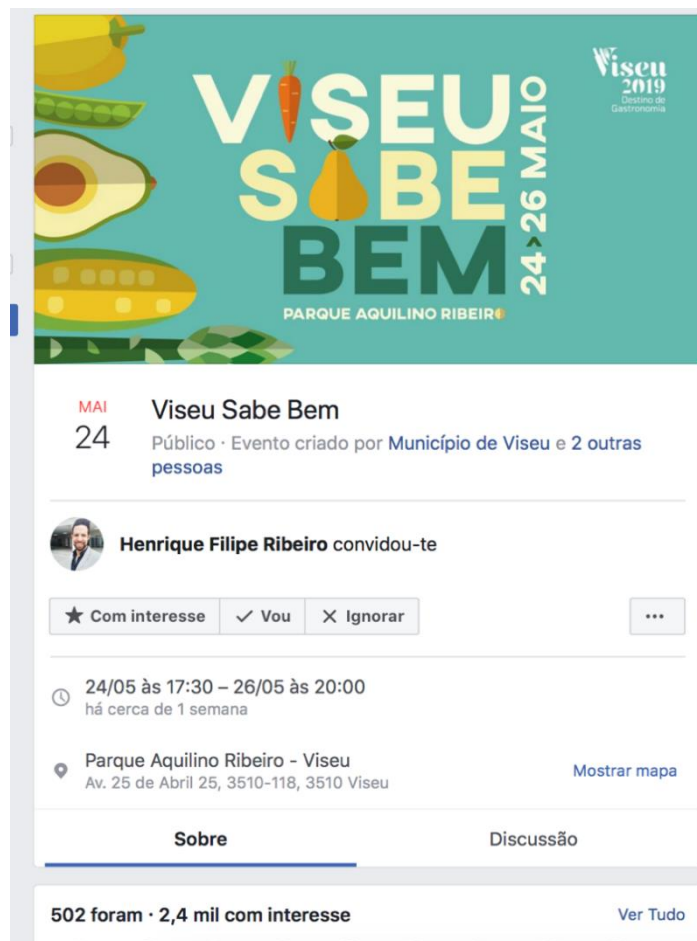 VISEU
SABE
BEM
24>26 MAIO
PARQUE AQUILINO RIBEIRO
Viseu
2019
Destino de
Gastronomia
MAI
24
Viseu Sabe Bem
Público · Evento criado por Município de Viseu e 2 outras
pessoas
Henrique Filipe Ribeiro convidou-te
Com interesse
Vou
Ignorar
...
24/05 às 17:30 – 26/05 às 20:00
há cerca de 1 semana
Parque Aquilino Ribeiro - Viseu
Av. 25 de Abril 25, 3510-118, 3510 Viseu
Mostrar mapa
Sobre
Discussão
502 foram · 2,4 mil com interesse
Ver Tudo